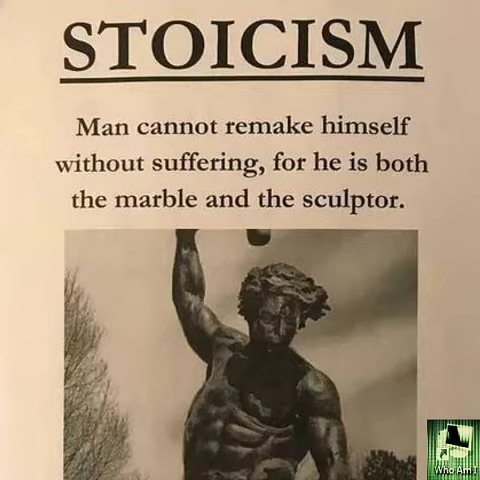 STOICISM
Man cannot remake himself
without suffering, for he is both
the marble and the sculptor.
Who Am I